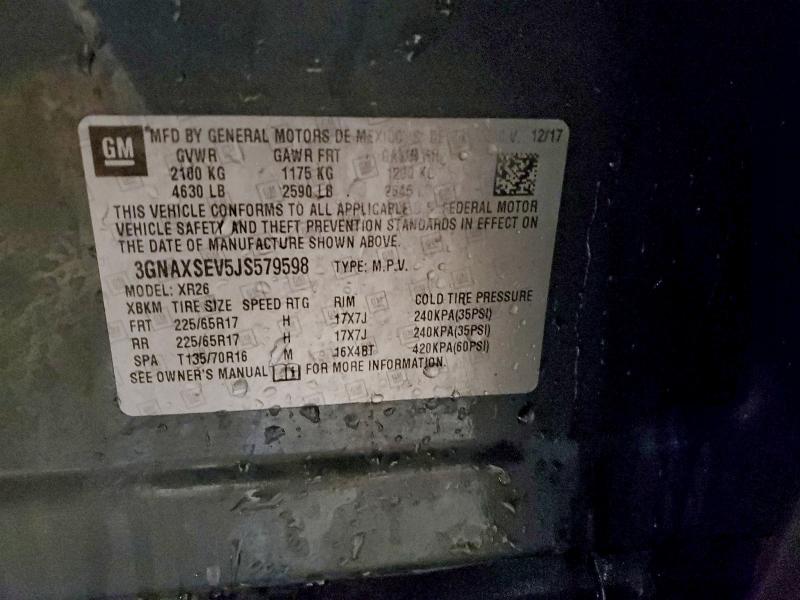 GM
MFD BY GENERAL MOTORS DE MEXICO S. DE V. 12/17
GVWR GAWR FRT GAWR RR
2100 KG 1175 KG
4630 LB 2590 LB
THIS VEHICLE CONFORMS TO ALL APPLICABLE U.S. FEDERAL MOTOR
VEHICLE SAFETY AND THEFT PREVENTION STANDARDS IN EFFECT ON
THE DATE OF MANUFACTURE SHOWN ABOVE.
3GNAXSEV5JS579598 TYPE: M.P.V.
MODEL: XR26
XBKM TIRE SIZE SPEED RTG RIM COLD TIRE PRESSURE
FRT 225/65R17 H 17X7J 240KPA(35PSI)
RR 225/65R17 H 17X7J 240KPA(35PSI)
SPA T135/70R16 M 16X4BT 420KPA(60PSI)
SEE OWNER'S MANUAL FOR MORE INFORMATION.